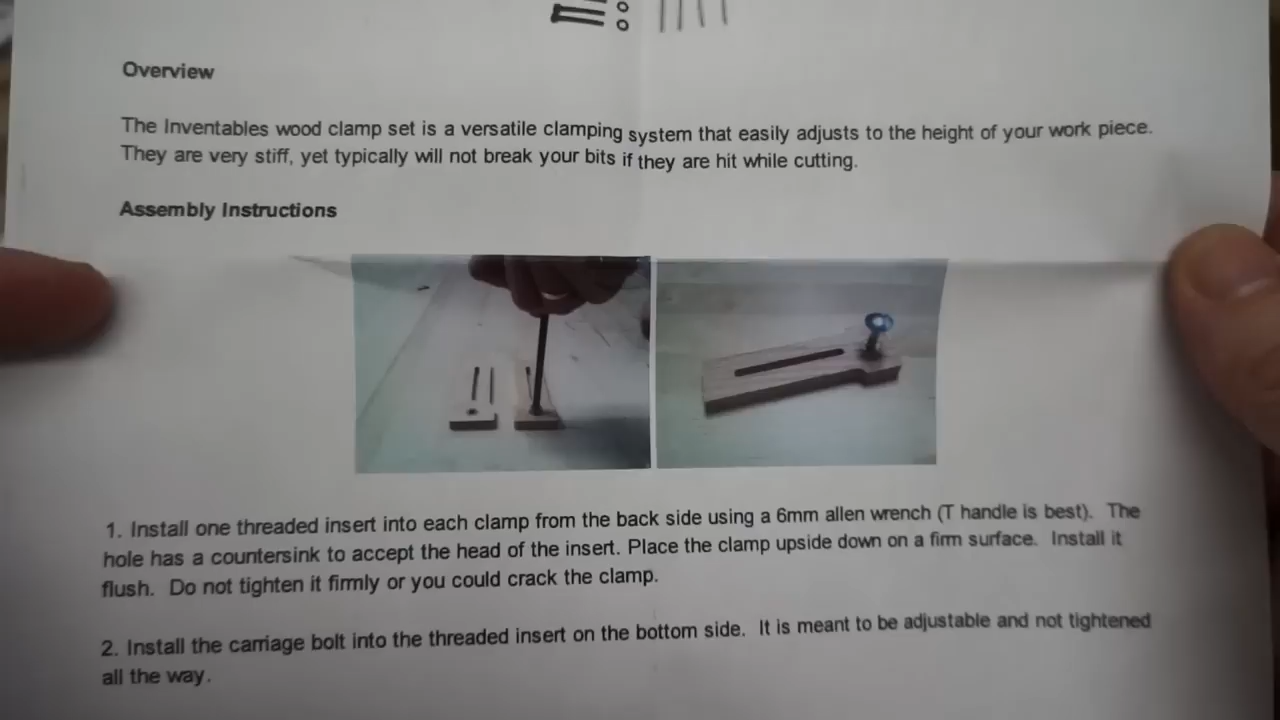 Overview
The Inventables wood clamp set is a versatile clamping system that easily adjusts to the height of your work piece.
They are very stiff, yet typically will not break your bits if they are hit while cutting.
Assembly Instructions
1. Install one threaded insert into each clamp from the back side using a 6mm allen wrench (T handle is best). The
hole has a countersink to accept the head of the insert. Place the clamp upside down on a firm surface. Install it
flush. Do not tighten it firmly or you could crack the clamp.
2. Install the carriage bolt into the threaded insert on the bottom side. It is meant to be adjustable and not tightened
all the way.